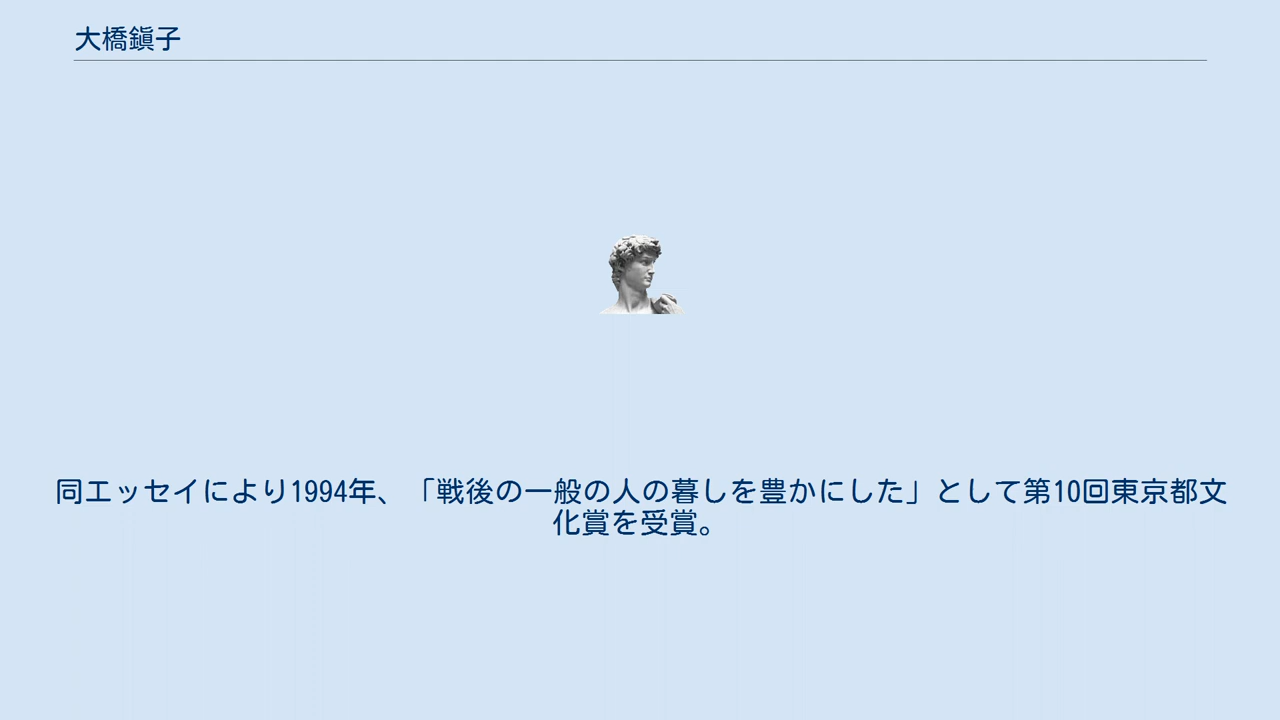 大橋鎭子
同エッセイにより1994年、「戦後の一般の人の暮しを豊かにした」として第10回東京都文
化賞を受賞。